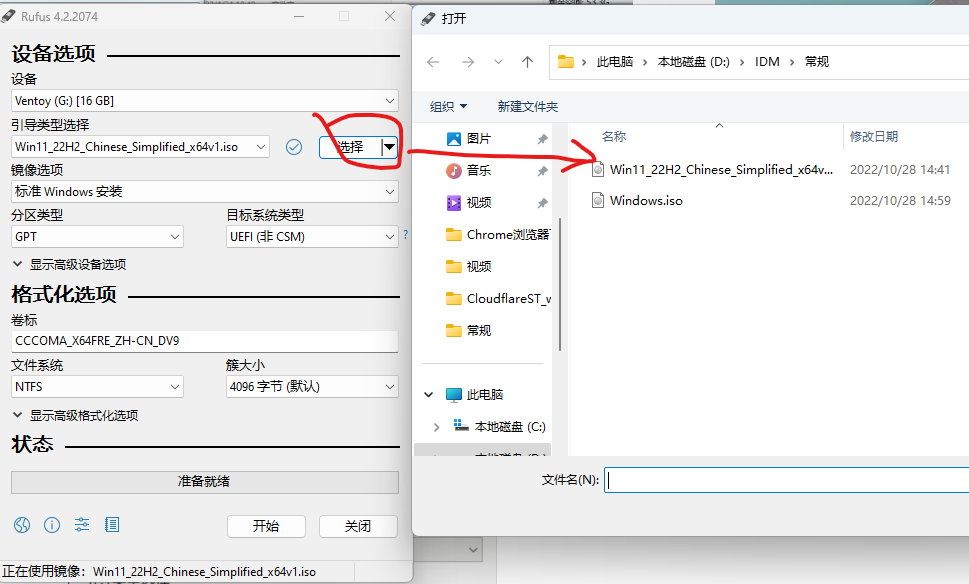 Rufus 4.2.2074
设备选项
设备
Ventoy (G:) [16 GB]
引导类型选择
Win11_22H2_Chinese_Simplified_x64v1.iso
选择
镜像选项
标准 Windows 安装
分区类型
目标系统类型
GPT
UEFI (非 CSM)
?
显示高级设备选项
格式化选项
卷标
CCCOMA_X64FRE_ZH-CN_DV9
文件系统
簇大小
NTFS
4096 字节 (默认)
显示高级格式化选项
状态
准备就绪
开始
关闭
正在使用镜像: Win11_22H2_Chinese_Simplified_x64v1.iso
打开
此电脑 › 本地磁盘 (D:) › IDM › 常规
组织
新建文件夹
图片
音乐
视频
Chrome浏览器
视频
CloudflareST_w
常规
此电脑
本地磁盘 (C:)
名称
修改日期
Win11_22H2_Chinese_Simplified_x64v...
2022/10/28 14:41
Windows.iso
2022/10/28 14:59
文件名(N):